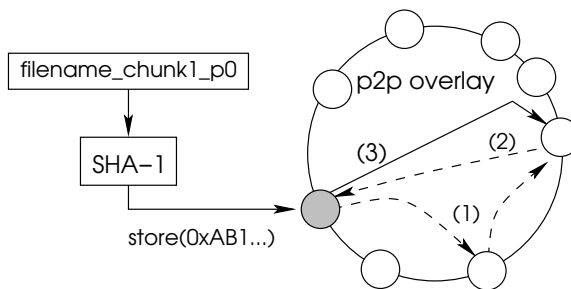 filename_chunk1_p0
p2p overlay
(3)
(2)
SHA−1
(1)
store(0xAB1...)